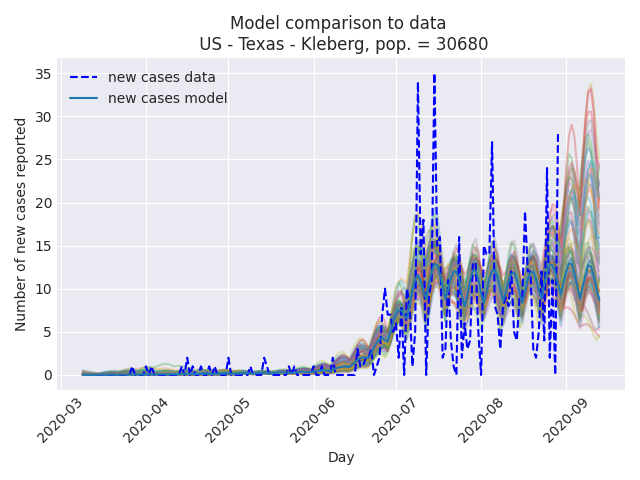 Model comparison to data
US - Texas - Kleberg, pop. = 30680
new cases data
new cases model
Number of new cases reported
35
30
25
20
15
10
5
0
2020-03
2020-04
2020-05
2020-06
2020-07
2020-08
2020-09
Day